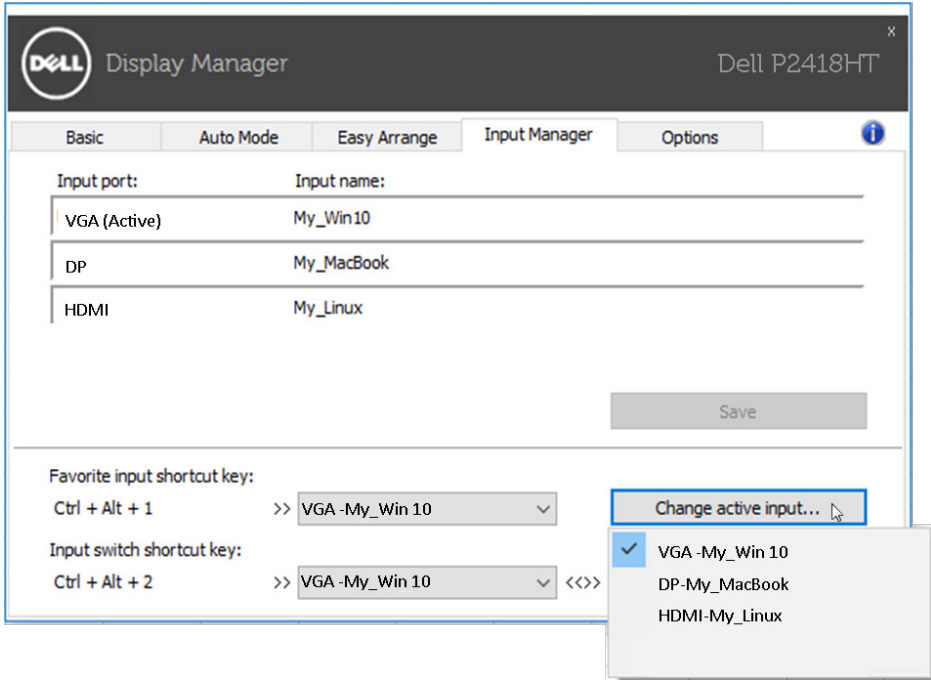 x
DELL Display Manager Dell P2418HT
Basic Auto Mode Easy Arrange Input Manager Options i
Input port: Input name:
VGA (Active) My_Win10
DP My_MacBook
HDMI My_Linux
Save
Favorite input shortcut key:
Ctrl + Alt + 1 >> VGA -My_Win 10 Change active input...
Input switch shortcut key:
Ctrl + Alt + 2 >> VGA -My_Win 10 <<>>
VGA -My_Win 10
DP-My_MacBook
HDMI-My_Linux